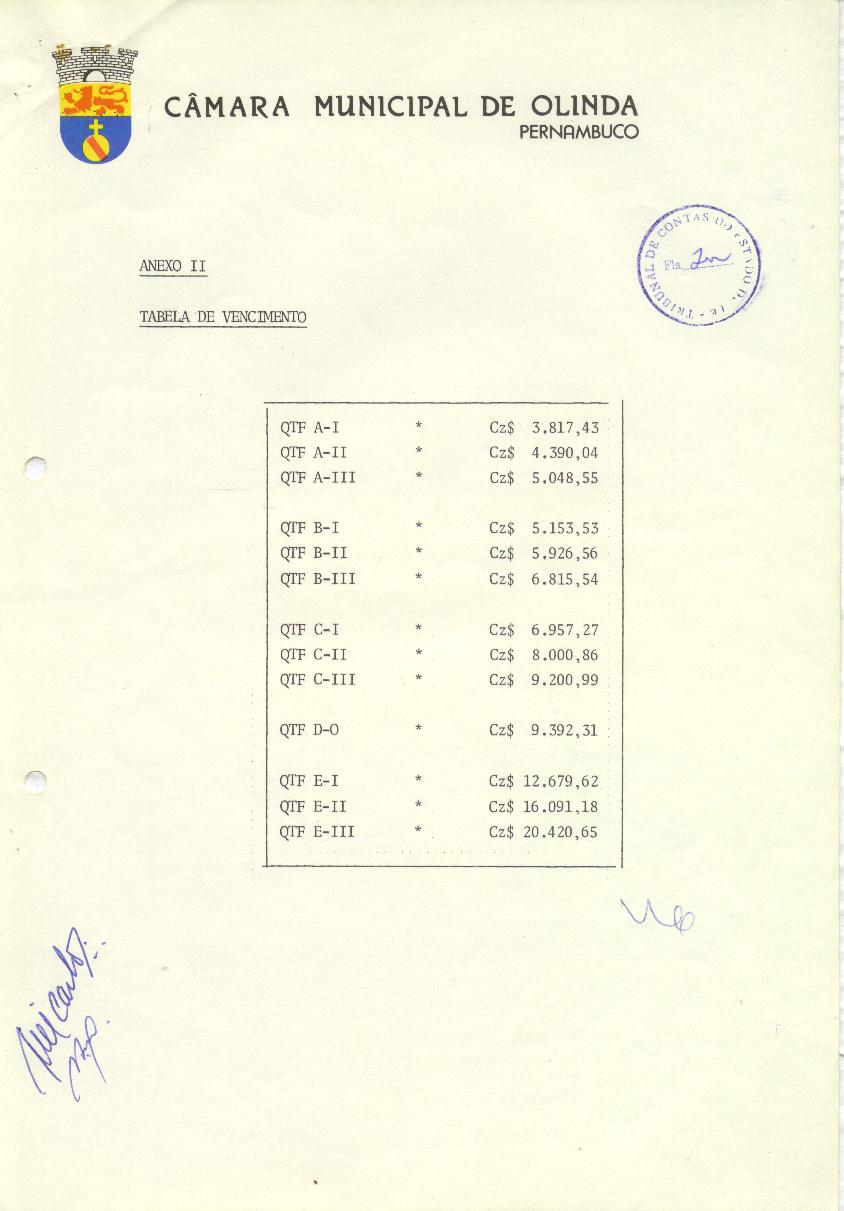 CÂMARA MUNICIPAL DE OLINDA
PERNAMBUCO
TRIBUNAL DE CONTAS DO ESTADO
Fls.
ANEXO II
TABELA DE VENCIMENTO
QTF A-I * Cz$ 3.817,43
QTF A-II * Cz$ 4.390,04
QTF A-III * Cz$ 5.048,55
QTF B-I * Cz$ 5.153,53
QTF B-II * Cz$ 5.926,56
QTF B-III * Cz$ 6.815,54
QTF C-I * Cz$ 6.957,27
QTF C-II * Cz$ 8.000,86
QTF C-III * Cz$ 9.200,99
QTF D-O * Cz$ 9.392,31
QTF E-I * Cz$ 12.679,62
QTF E-II * Cz$ 16.091,18
QTF E-III * Cz$ 20.420,65